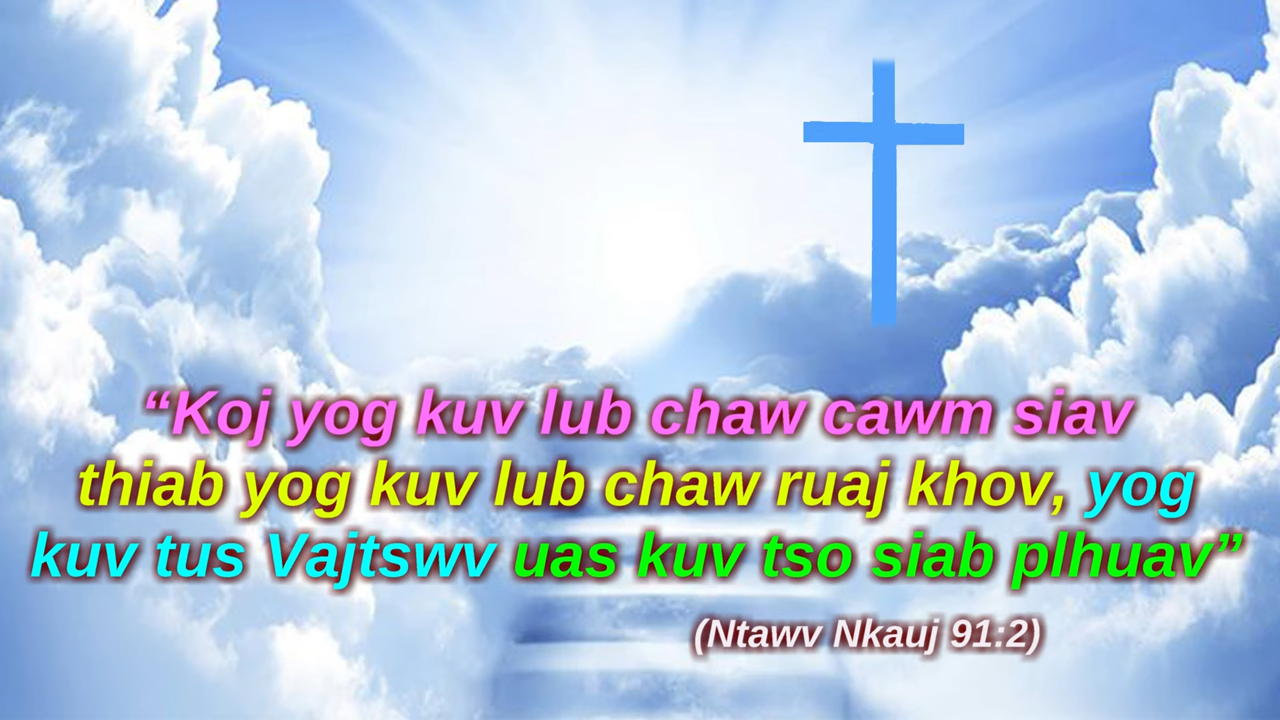 “Koj yog kuv lub chaw cawm siav
thiab yog kuv lub chaw ruaj khov, yog
kuv tus Vajtswv uas kuv tso siab plhuav”
(Ntawv Nkauj 91:2)